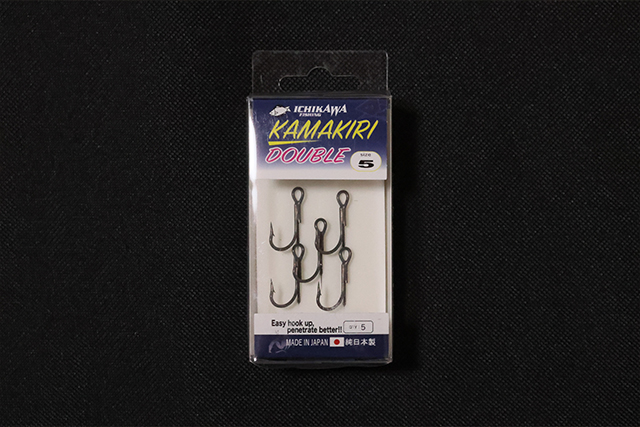 ICHIKAWA
FISHING
KAMAKIRI
DOUBLE
SIZE
5
Easy hook up,
penetrate better!!
5
MADE IN JAPAN 純日本製